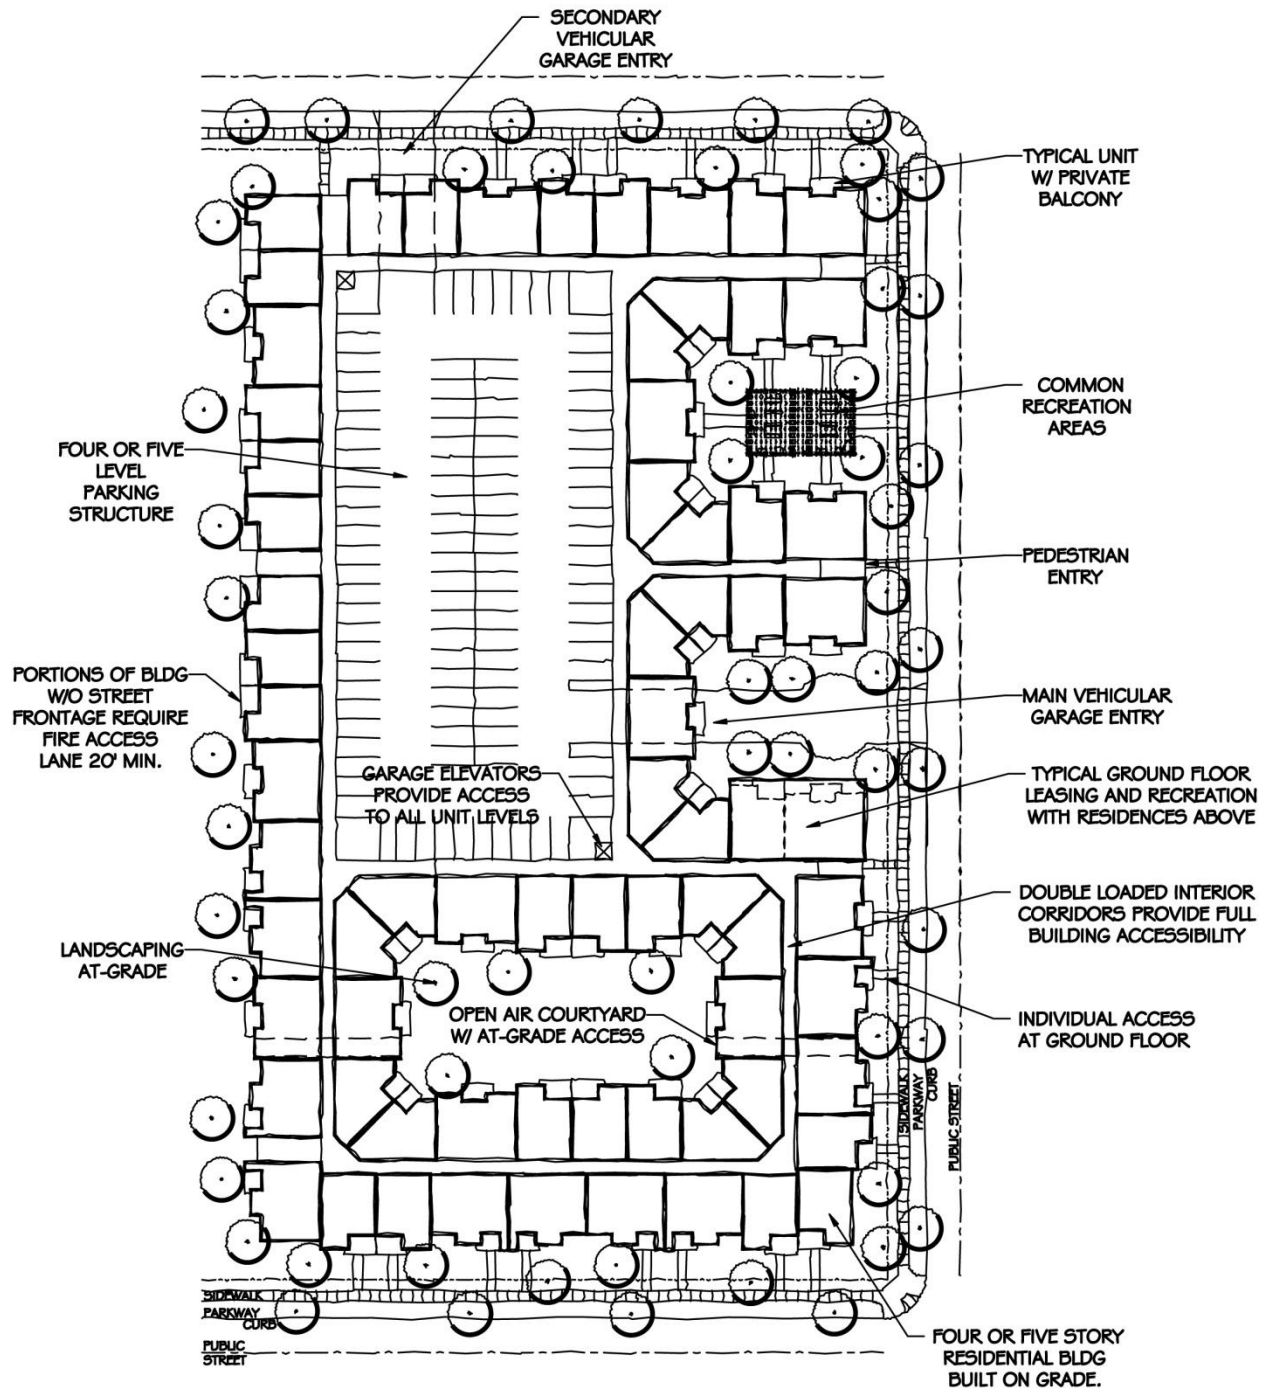 SECONDARY
VEHICULAR
GARAGE ENTRY
TYPICAL UNIT
W/ PRIVATE
BALCONY
COMMON
RECREATION
AREAS
FOUR OR FIVE
LEVEL
PARKING
STRUCTURE
PEDESTRIAN
ENTRY
PORTIONS OF BLDG
W/O STREET
FRONTAGE REQUIRE
FIRE ACCESS
LANE 20' MIN.
MAIN VEHICULAR
GARAGE ENTRY
GARAGE ELEVATORS
PROVIDE ACCESS
TO ALL UNIT LEVELS
TYPICAL GROUND FLOOR
LEASING AND RECREATION
WITH RESIDENCES ABOVE
DOUBLE LOADED INTERIOR
CORRIDORS PROVIDE FULL
BUILDING ACCESSIBILITY
LANDSCAPING
AT-GRADE
OPEN AIR COURTYARD
W/ AT-GRADE ACCESS
INDIVIDUAL ACCESS
AT GROUND FLOOR
SIDEWALK
PARKWAY
CURB
PUBLIC STREET
SIDEWALK
PARKWAY
CURB
PUBLIC
STREET
FOUR OR FIVE STORY
RESIDENTIAL BLDG
BUILT ON GRADE.